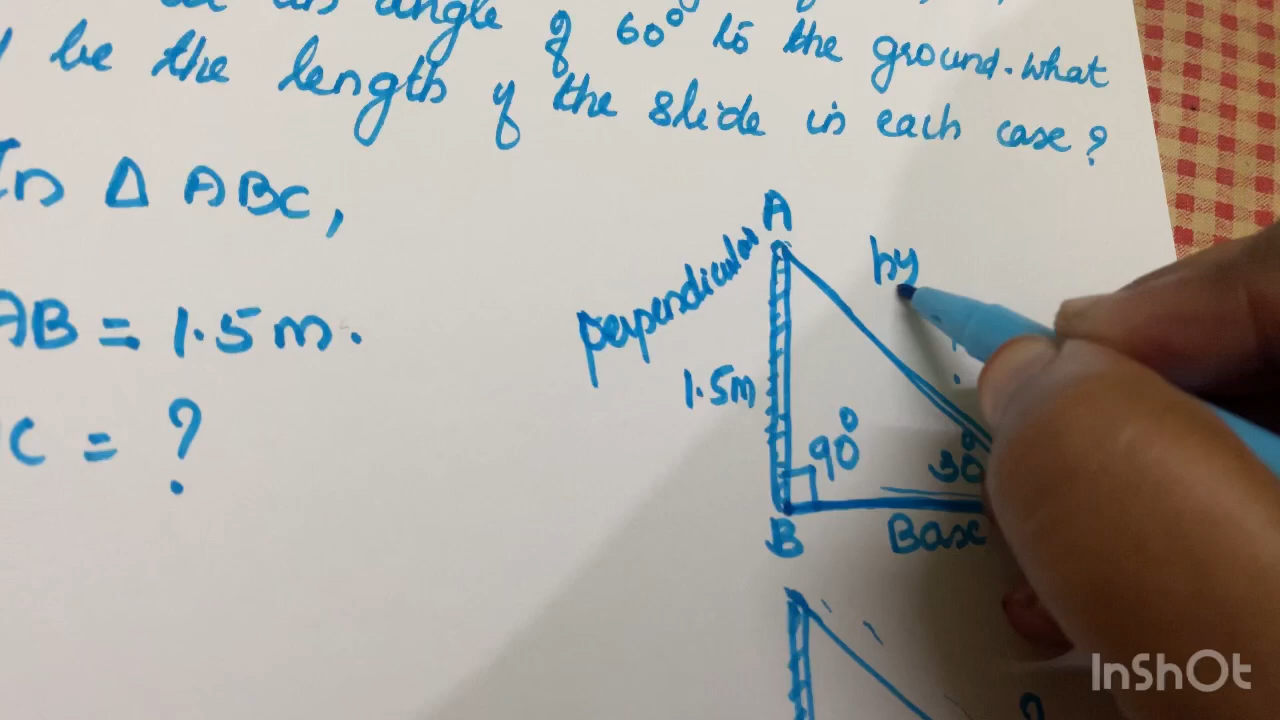 angle of 60° to the ground. What
be the length of the slide in each case?
In △ ABC,
AB = 1.5 m.
C = ?
A
perpendicular
hy
1.5m
90°
30°
B
Base
?
InShOt